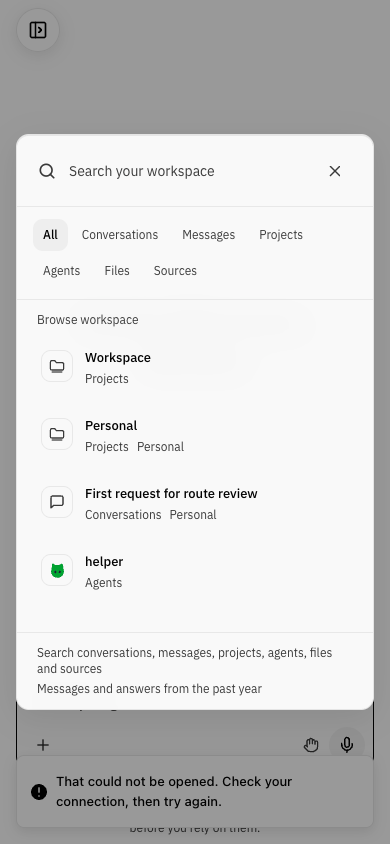 Search your workspace
All Conversations Messages Projects
Agents Files Sources
Browse workspace
Workspace
Projects
Personal
Projects Personal
First request for route review
Conversations Personal
helper
Agents
Search conversations, messages, projects, agents, files
and sources
Messages and answers from the past year
That could not be opened. Check your
connection, then try again.
before you rely on them.